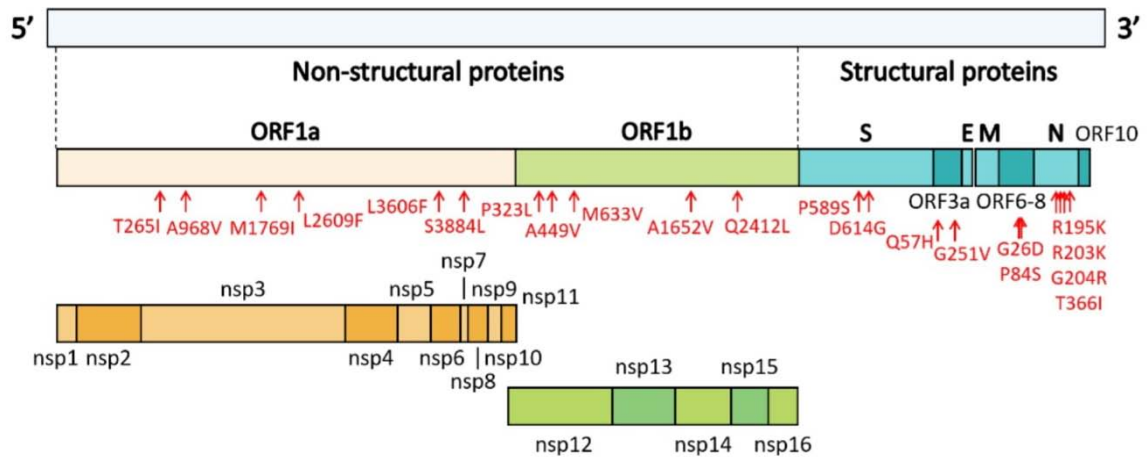 5’ 3’
Non-structural proteins Structural proteins
ORF1a ORF1b S E M N ORF10
ORF3a ORF6-8
T265I A968V M1769I L2609F L3606F S3884L P323L A449V M633V A1652V Q2412L P589S D614G Q57H G251V G26D P84S R195K
R203K
G204R
T366I
nsp7
nsp3 nsp5 nsp9 nsp11
nsp1 nsp2 nsp4 nsp6 nsp10
nsp8
nsp13 nsp15
nsp12 nsp14 nsp16